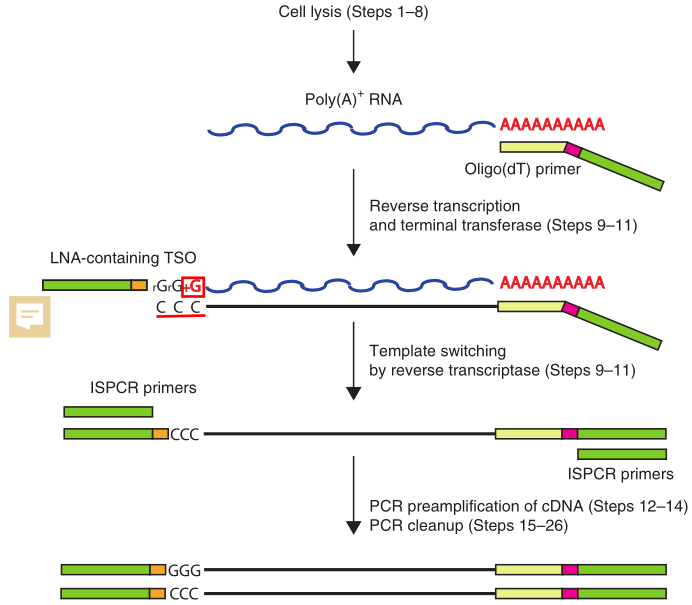 Cell lysis (Steps 1–8)
Poly(A)+ RNA
AAAAAAAAAA
Oligo(dT) primer
Reverse transcription
and terminal transferase (Steps 9–11)
LNA-containing TSO
rGrG+G
AAAAAAAAAA
C C C
Template switching
by reverse transcriptase (Steps 9–11)
ISPCR primers
CCC
ISPCR primers
PCR preamplification of cDNA (Steps 12–14)
PCR cleanup (Steps 15–26)
GGG
CCC